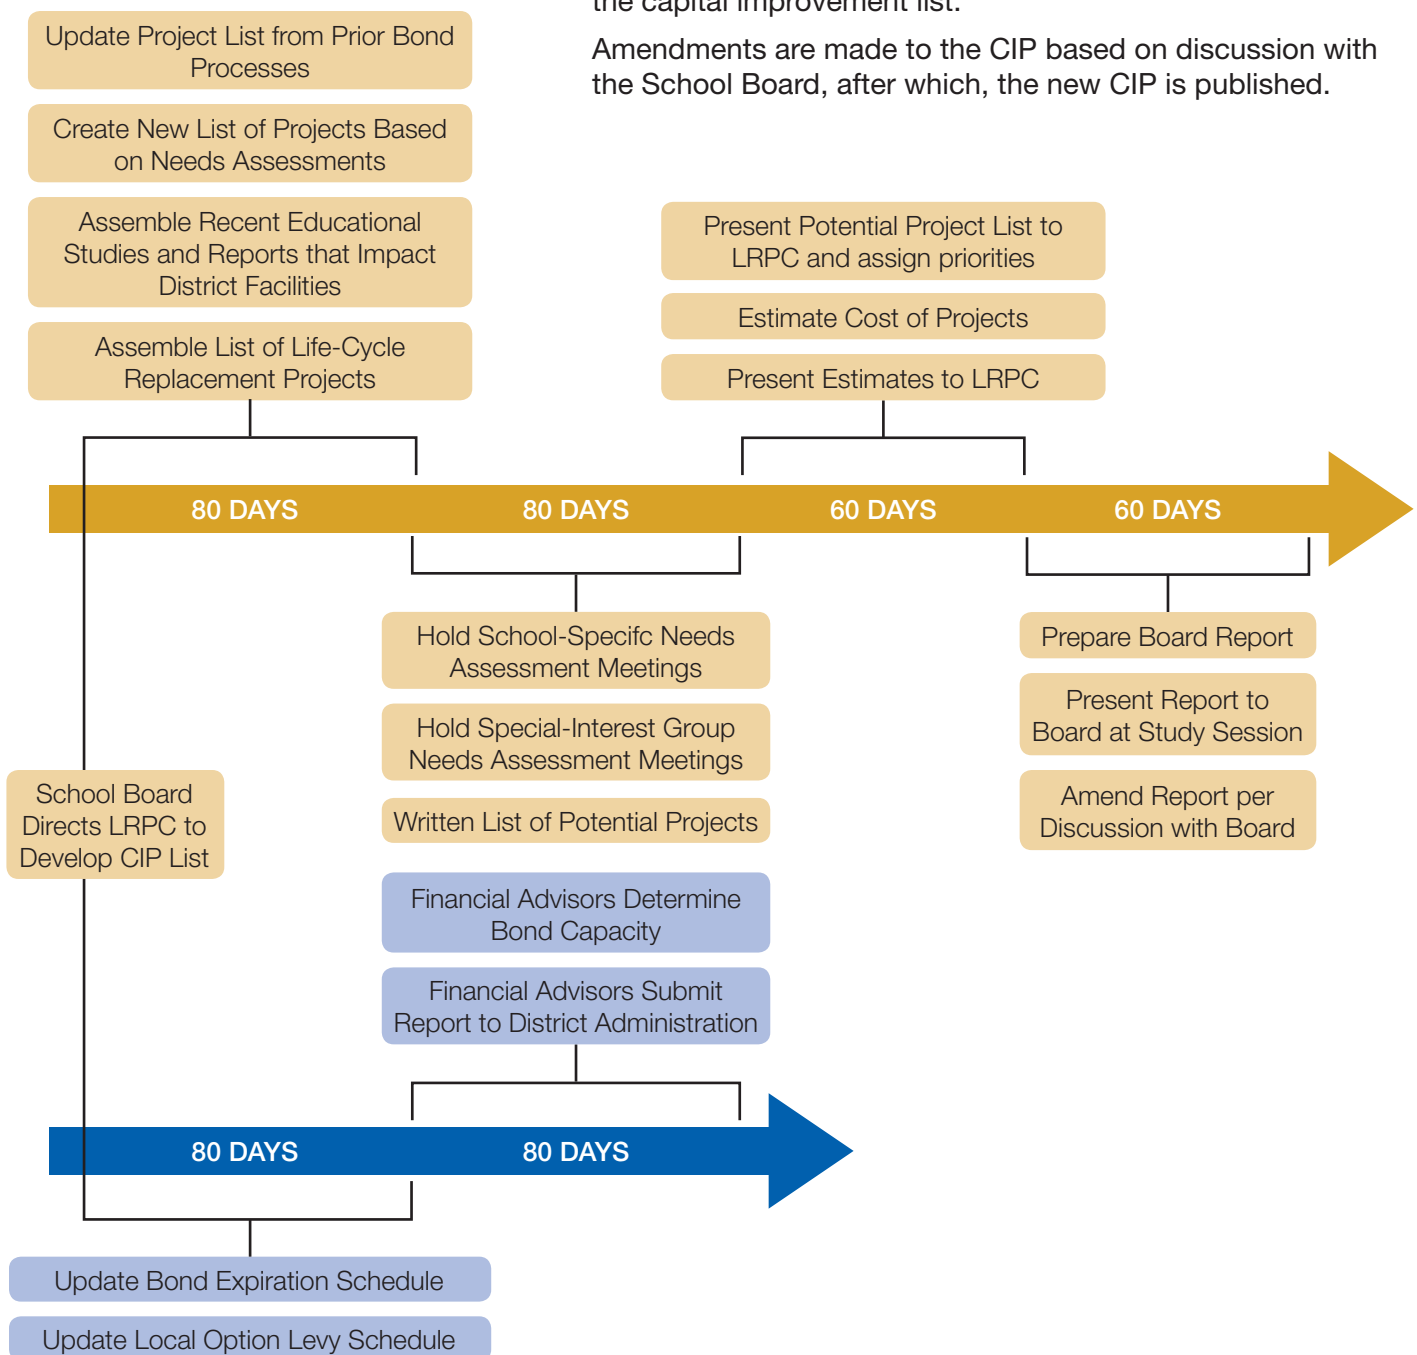 the capital improvement list.
Amendments are made to the CIP based on discussion with
the School Board, after which, the new CIP is published.
Update Project List from Prior Bond
Processes
Create New List of Projects Based
on Needs Assessments
Assemble Recent Educational
Studies and Reports that Impact
District Facilities
Assemble List of Life-Cycle
Replacement Projects
Present Potential Project List to
LRPC and assign priorities
Estimate Cost of Projects
Present Estimates to LRPC
80 DAYS
80 DAYS
60 DAYS
60 DAYS
Hold School-Specifc Needs
Assessment Meetings
Hold Special-Interest Group
Needs Assessment Meetings
Written List of Potential Projects
Prepare Board Report
Present Report to
Board at Study Session
Amend Report per
Discussion with Board
School Board
Directs LRPC to
Develop CIP List
Financial Advisors Determine
Bond Capacity
Financial Advisors Submit
Report to District Administration
80 DAYS
80 DAYS
Update Bond Expiration Schedule
Update Local Option Levy Schedule